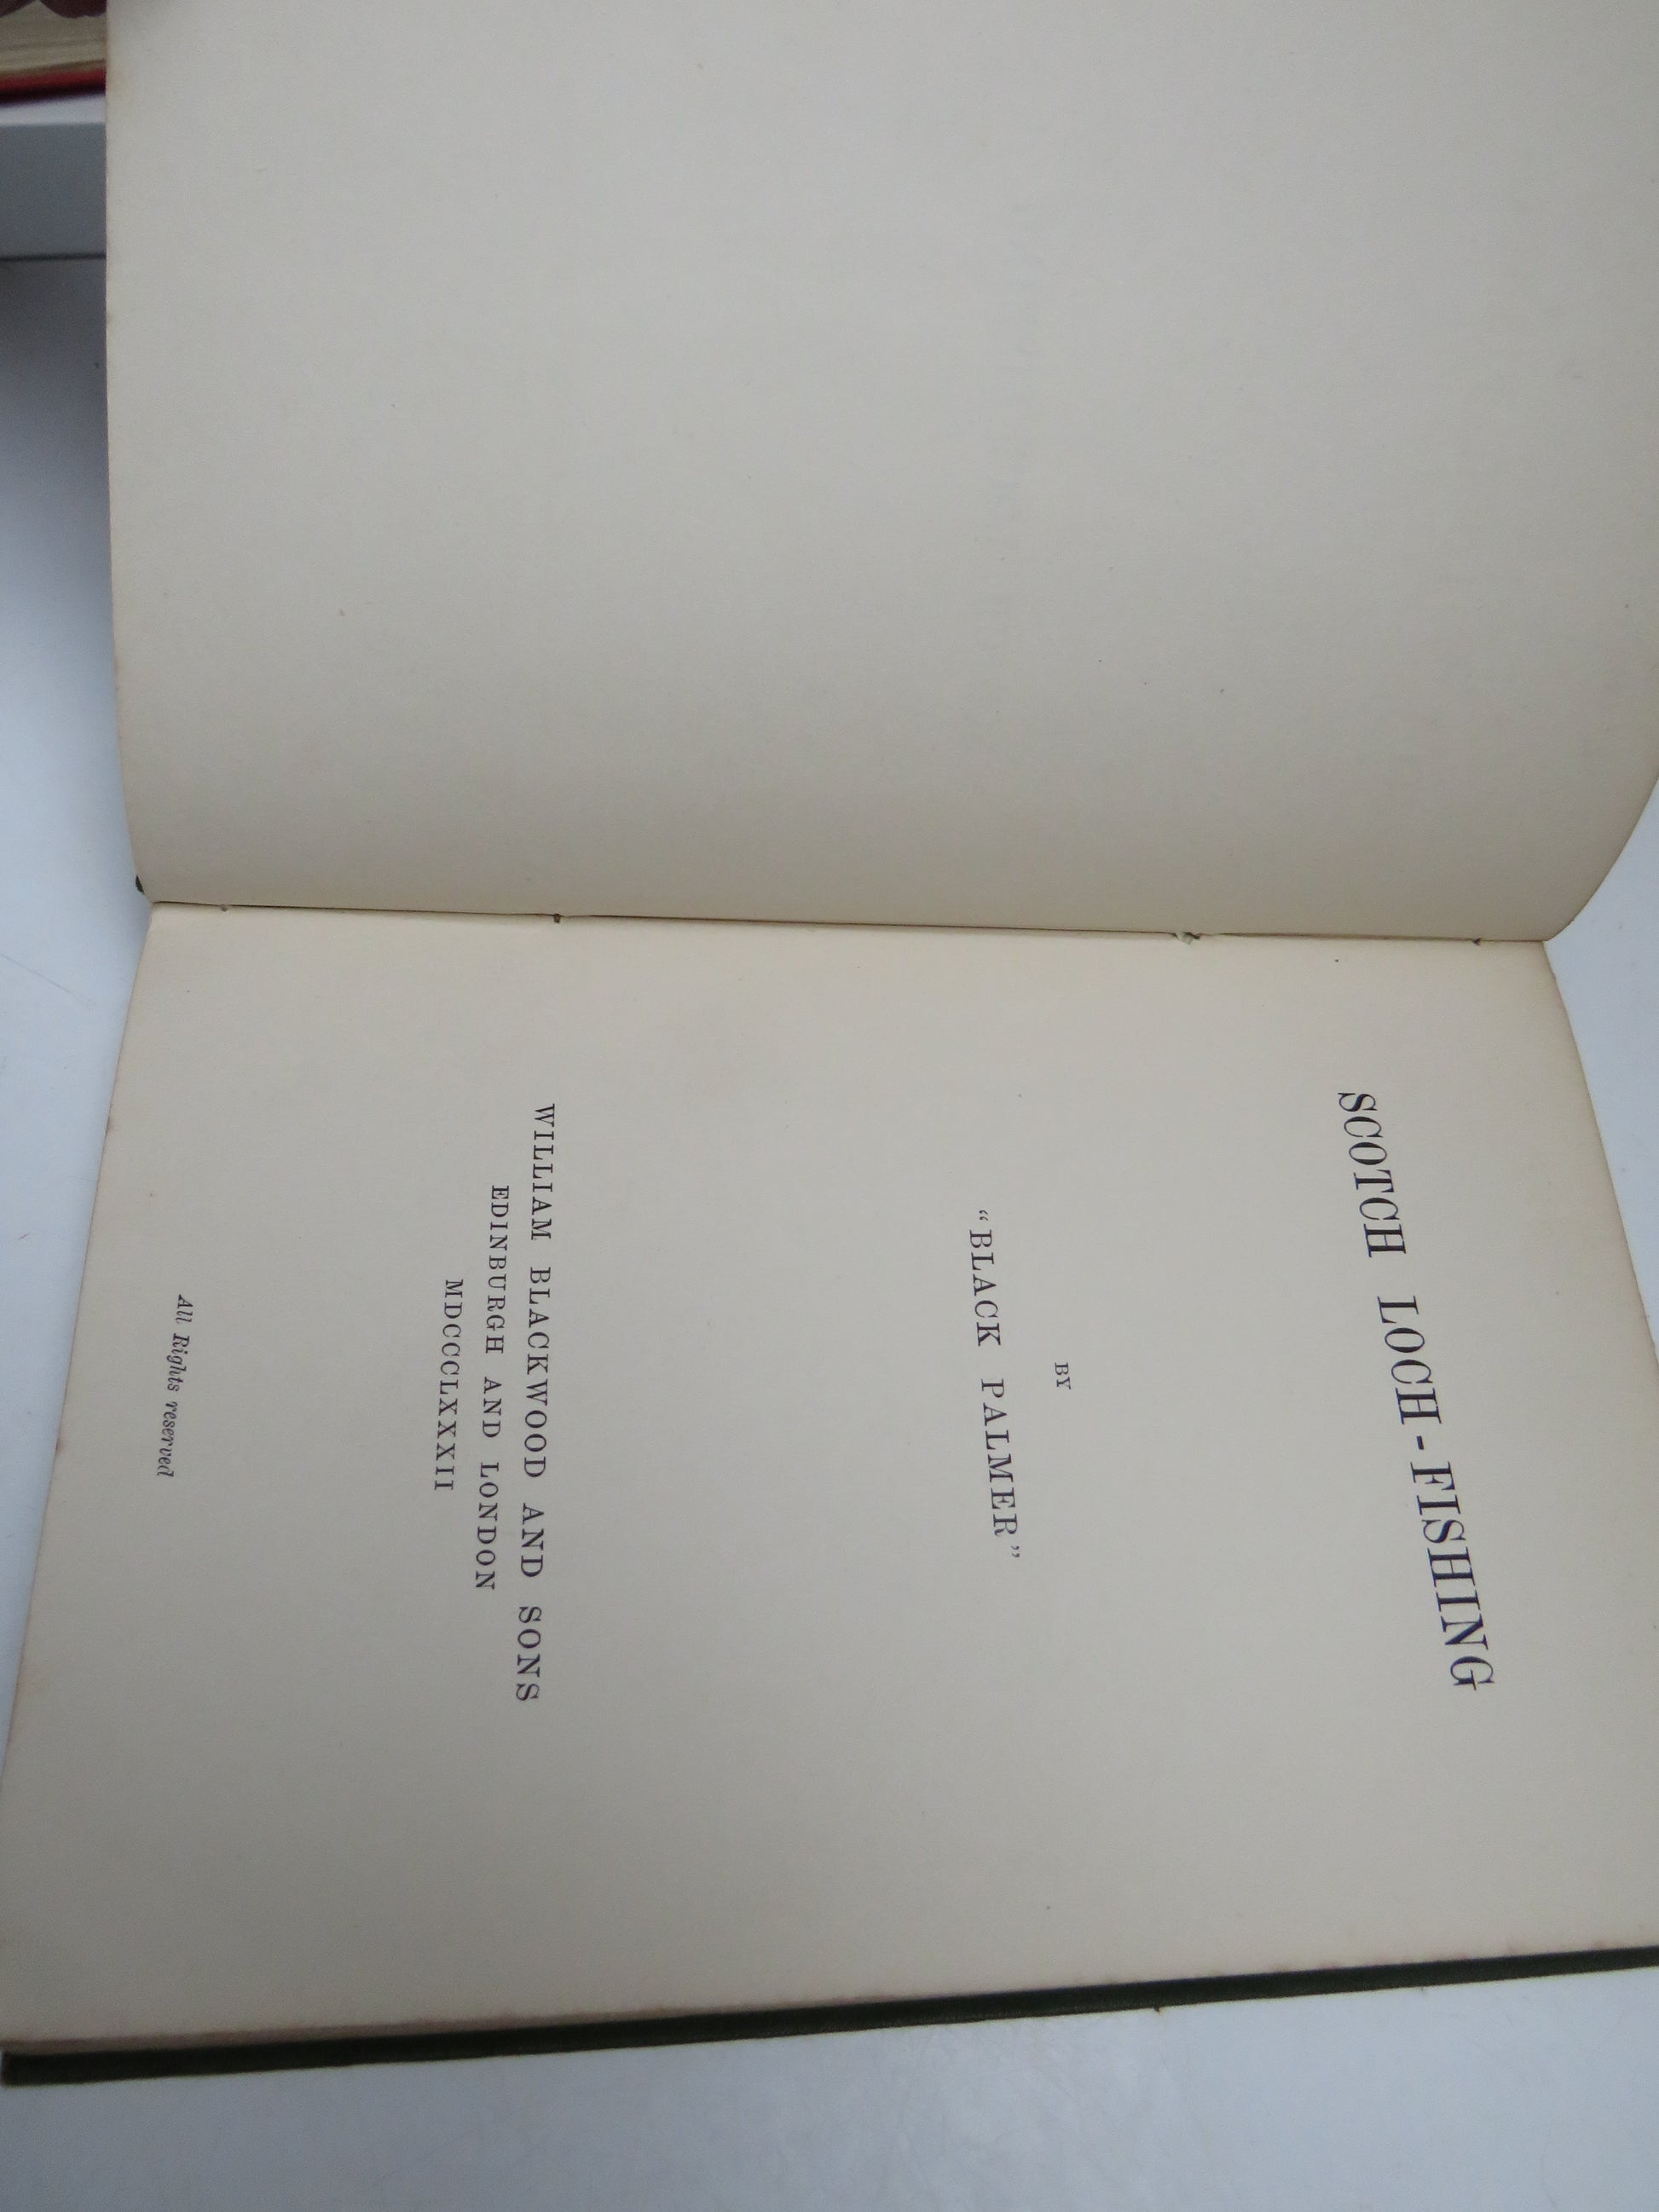 SCOTCH LOCH-FISHING
BY
“BLACK PALMER”
WILLIAM BLACKWOOD AND SONS
EDINBURGH AND LONDON
MDCCCLXXXII
All Rights reserved